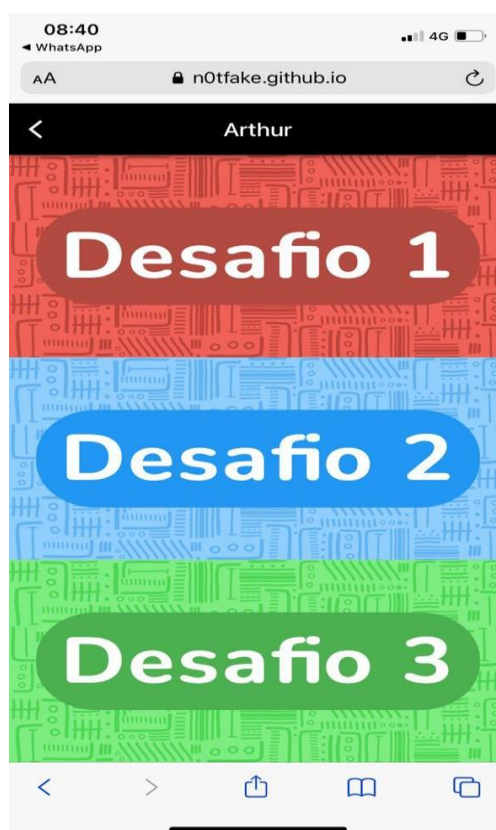 08:40
4G
◄ WhatsApp
AA
n0tfake.github.io
Arthur
Desafio 1
Desafio 2
Desafio 3